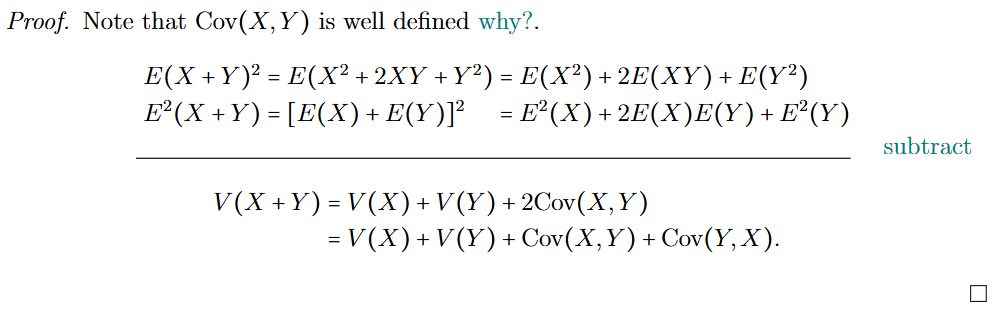 Proof. Note that Cov(X, Y) is well defined why?.
E(X + Y)² = E(X² + 2XY + Y²) = E(X²) + 2E(XY) + E(Y²)
E²(X + Y) = [E(X) + E(Y)]² = E²(X) + 2E(X)E(Y) + E²(Y)
subtract
V(X + Y) = V(X) + V(Y) + 2Cov(X, Y)
= V(X) + V(Y) + Cov(X, Y) + Cov(Y, X).
□